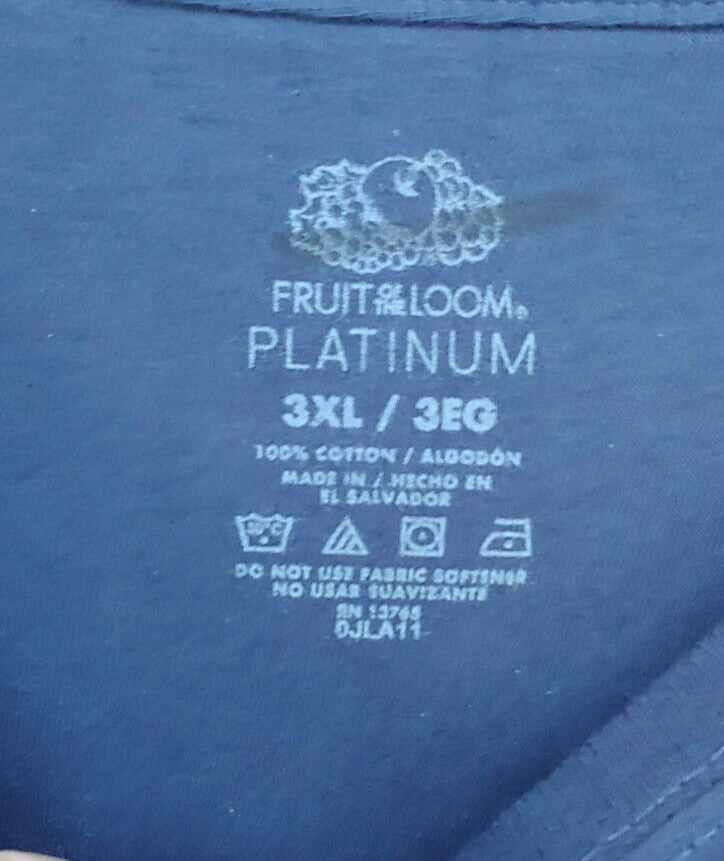 FRUIT OF THE LOOM®
PLATINUM
3XL / 3EG
100% COTTON / ALGODÓN
MADE IN / HECHO EN
EL SALVADOR
30°C
DO NOT USE FABRIC SOFTENER
NO USAR SUAVIZANTE
RN 13765
0JLA11